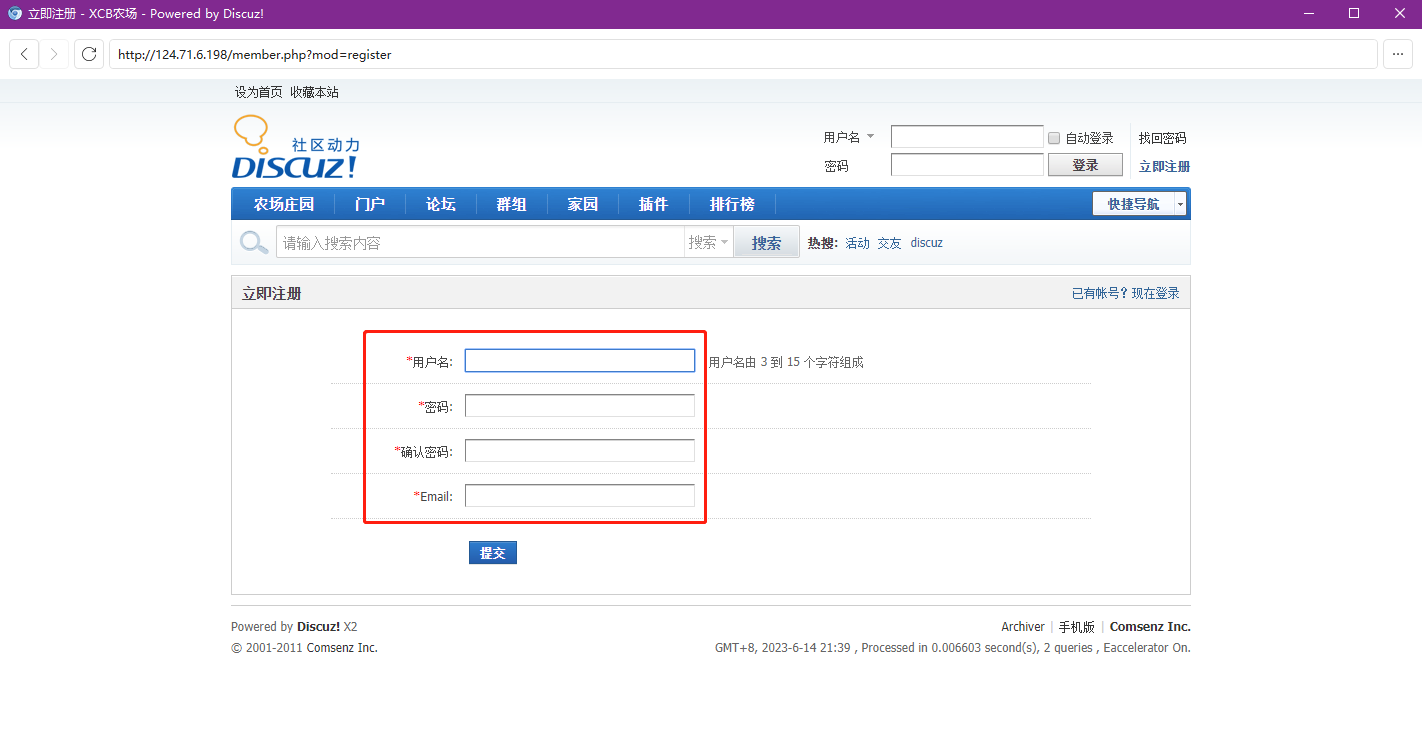 立即注册 - XCB农场 - Powered by Discuz!
http://124.71.6.198/member.php?mod=register
设为首页 收藏本站
社区动力
DISCUZ!
用户名 自动登录 找回密码
密码 登录 立即注册
农场庄园 门户 论坛 群组 家园 插件 排行榜 快捷导航
请输入搜索内容 搜索 搜索 热搜: 活动 交友 discuz
立即注册 已有帐号? 现在登录
*用户名: 用户名由 3 到 15 个字符组成
*密码:
*确认密码:
*Email:
提交
Powered by Discuz! X2 Archiver | 手机版 | Comsenz Inc.
© 2001-2011 Comsenz Inc. GMT+8, 2023-6-14 21:39 , Processed in 0.006603 second(s), 2 queries , Eaccelerator On.